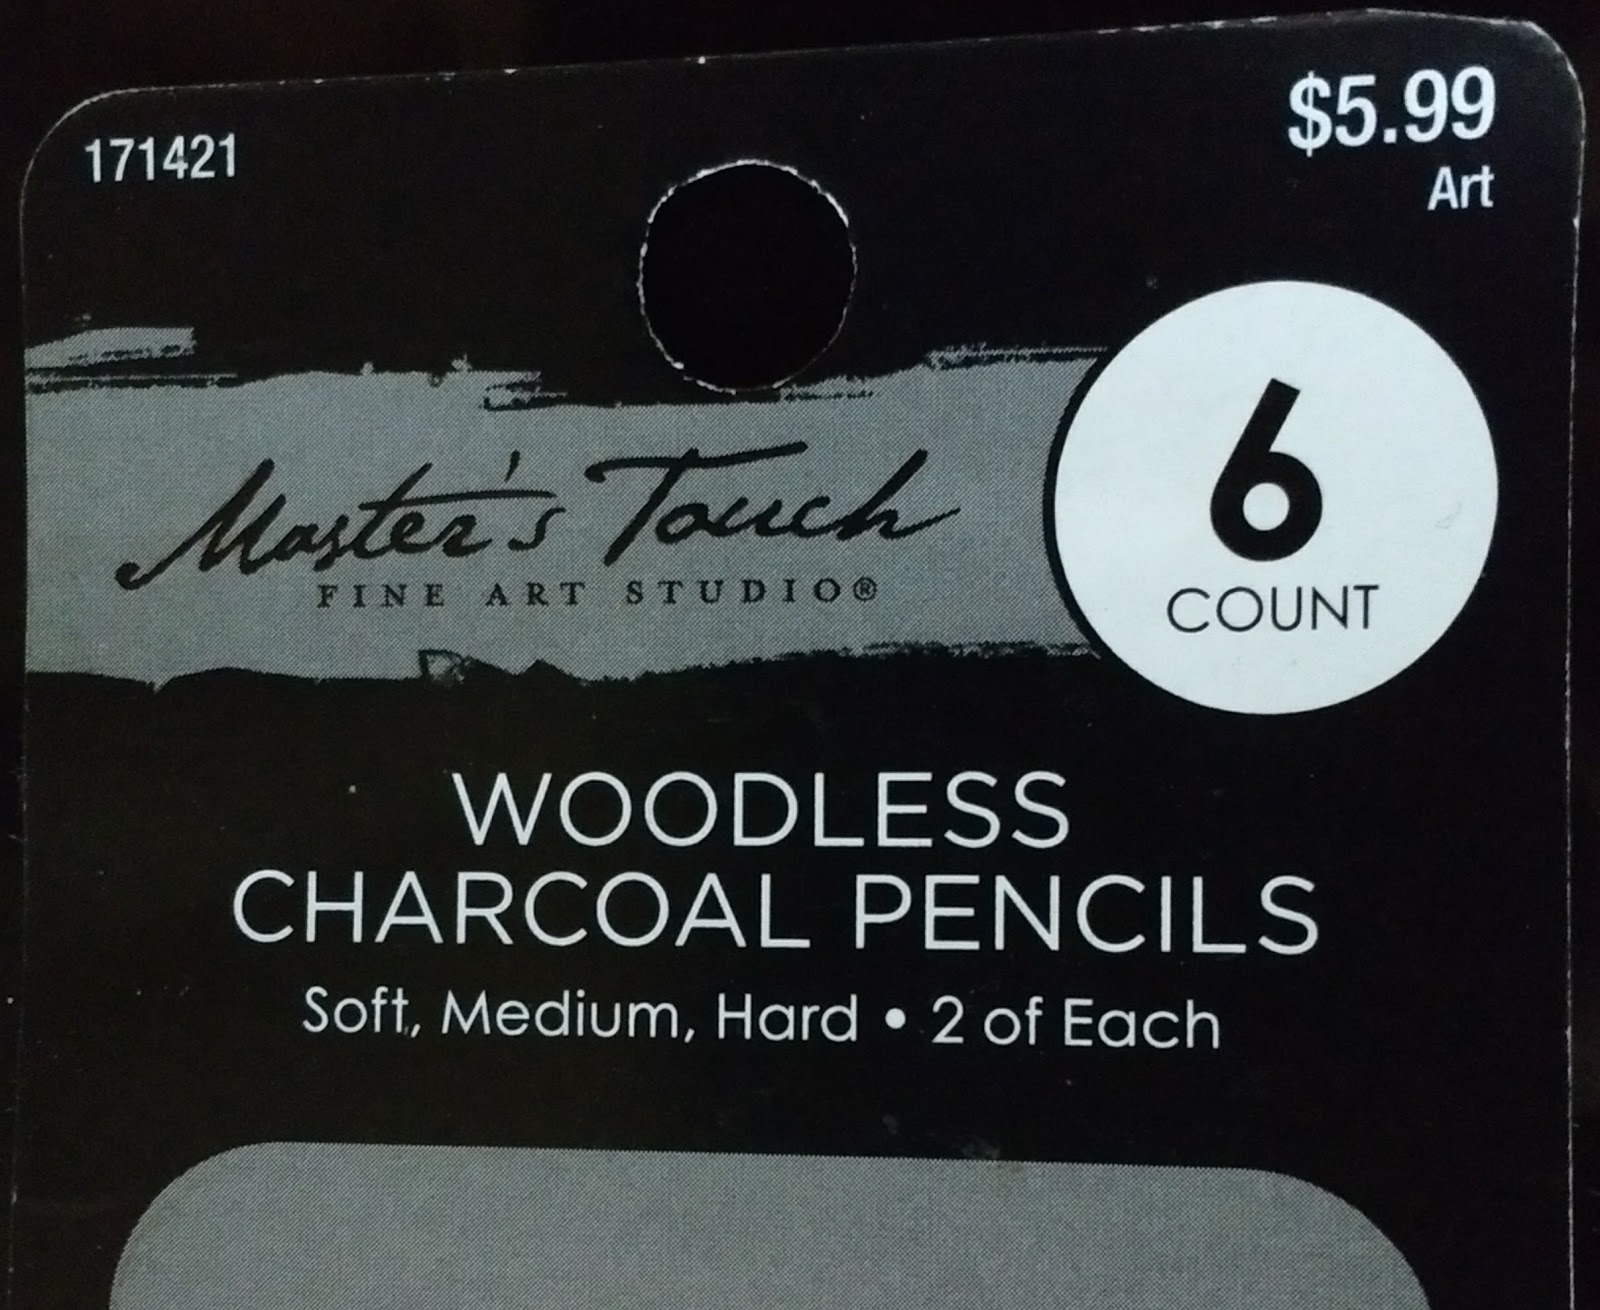 171421
$5.99
Art
Master's Touch
FINE ART STUDIO®
6
COUNT
WOODLESS
CHARCOAL PENCILS
Soft, Medium, Hard • 2 of Each